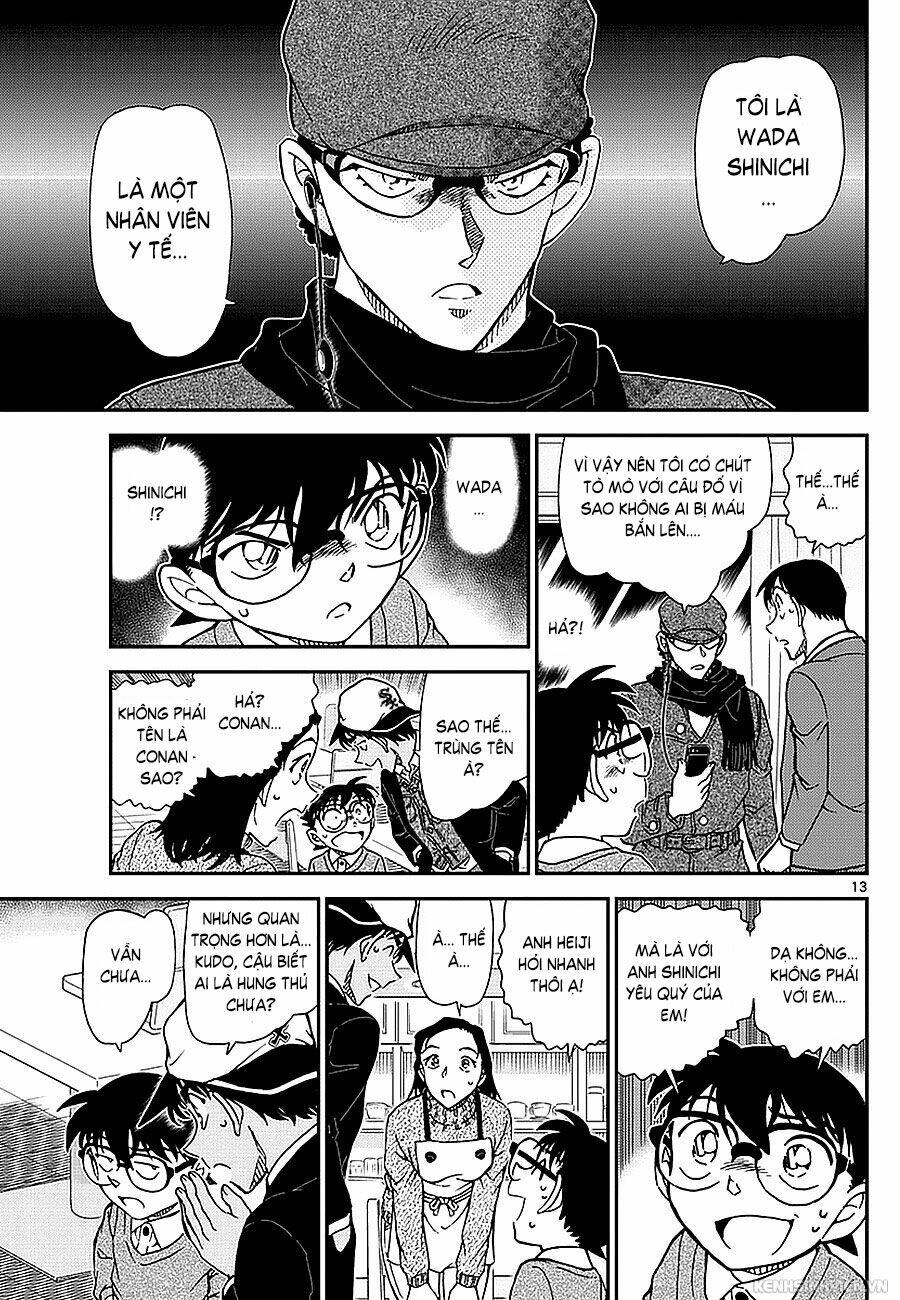 TÔI LÀ
WADA
SHINICHI
...
LÀ MỘT
NHÂN VIÊN
Y TẾ...
THẾ...THẾ
À...
VÌ VẬY NÊN TÔI CÓ CHÚT
TÒ MÒ VỚI CÂU ĐỐ VÌ
SAO KHÔNG AI BỊ MÁU
BẮN LÊN....
HẢ?!
WADA
...
SHINICHI
!?
SAO THẾ...
TRÙNG TÊN
À?
HẢ?
CONAN...
KHÔNG PHẢI
TÊN LÀ
CONAN -
SAO?
13
DẠ KHÔNG...
KHÔNG PHẢI
VỚI EM...
MÀ LÀ VỚI
ANH SHINICHI
YÊU QUÝ CỦA
EM!
ANH HEIJI
HỎI NHANH
THÔI Ạ!
À... THẾ
À...
NHƯNG QUAN
TRỌNG HƠN LÀ...
KUDO, CẬU BIẾT
AI LÀ HUNG THỦ
CHƯA?
VẪN
CHƯA...